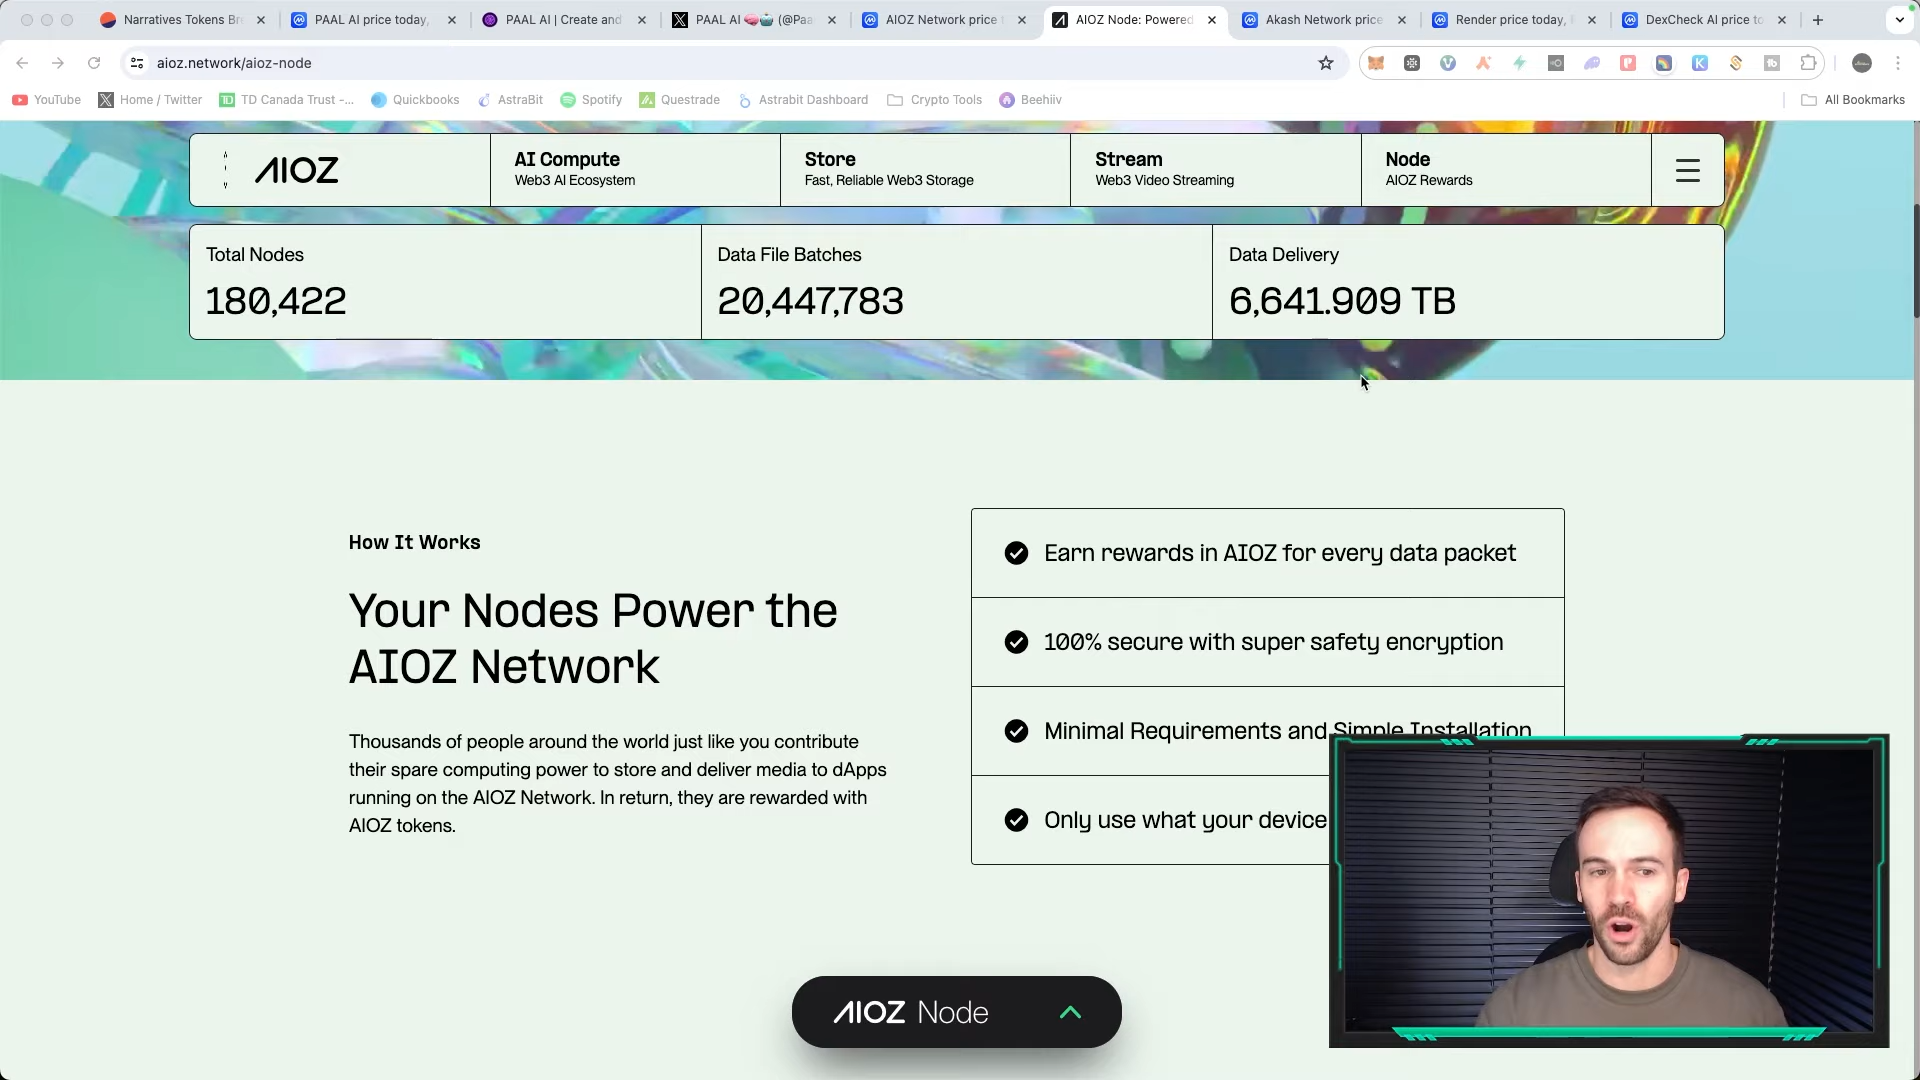 Narratives Tokens Br
PAAL AI price today,
PAAL AI | Create and
PAAL AI 🧠🤖 (@Paa
AIOZ Network price t
AIOZ Node: Powered
Akash Network price
Render price today,
DexCheck AI price to
aioz.network/aioz-node
YouTube
Home / Twitter
TD Canada Trust -...
Quickbooks
AstraBit
Spotify
Questrade
Astrabit Dashboard
Crypto Tools
Beehiiv
All Bookmarks
AIOZ
AI Compute
Web3 AI Ecosystem
Store
Fast, Reliable Web3 Storage
Stream
Web3 Video Streaming
Node
AIOZ Rewards
Total Nodes
180,422
Data File Batches
20,447,783
Data Delivery
6,641.909 TB
How It Works
Your Nodes Power the
AIOZ Network
Thousands of people around the world just like you contribute
their spare computing power to store and deliver media to dApps
running on the AIOZ Network. In return, they are rewarded with
AIOZ tokens.
Earn rewards in AIOZ for every data packet
100% secure with super safety encryption
Minimal Requirements and Simple Installation
Only use what your device
AIOZ Node